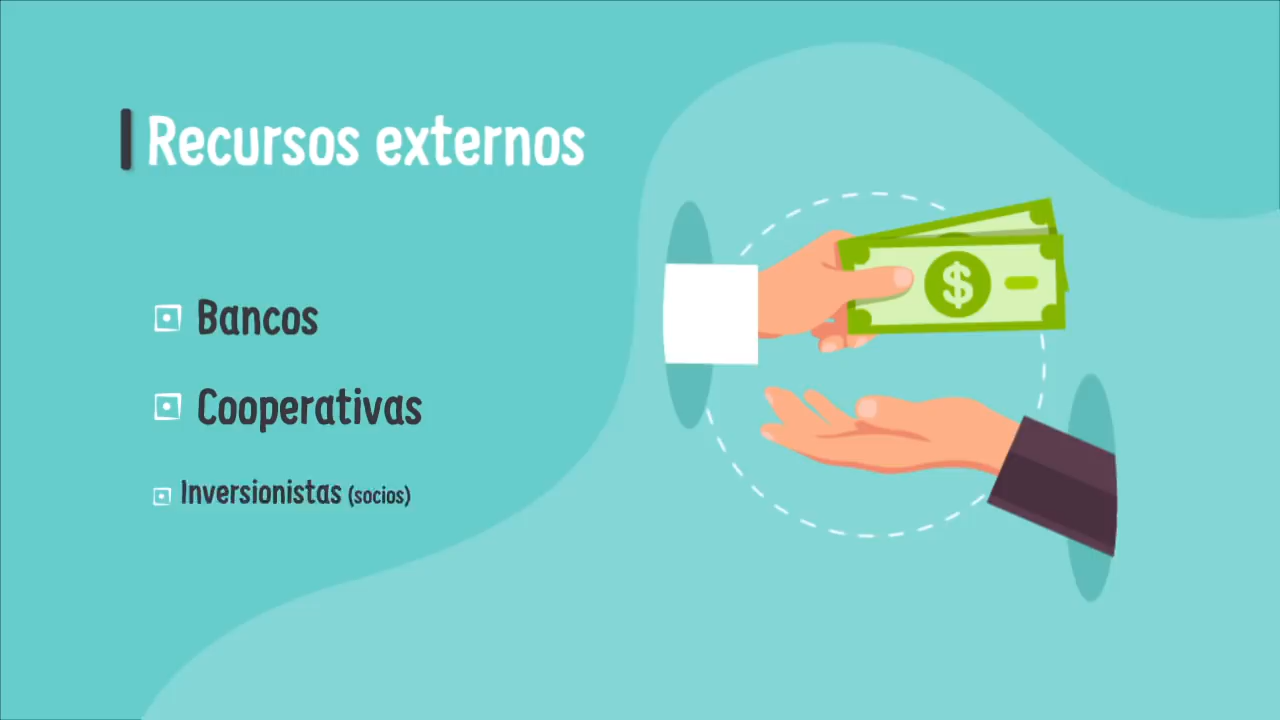 Recursos externos
Bancos
Cooperativas
Inversionistas (socios)
$